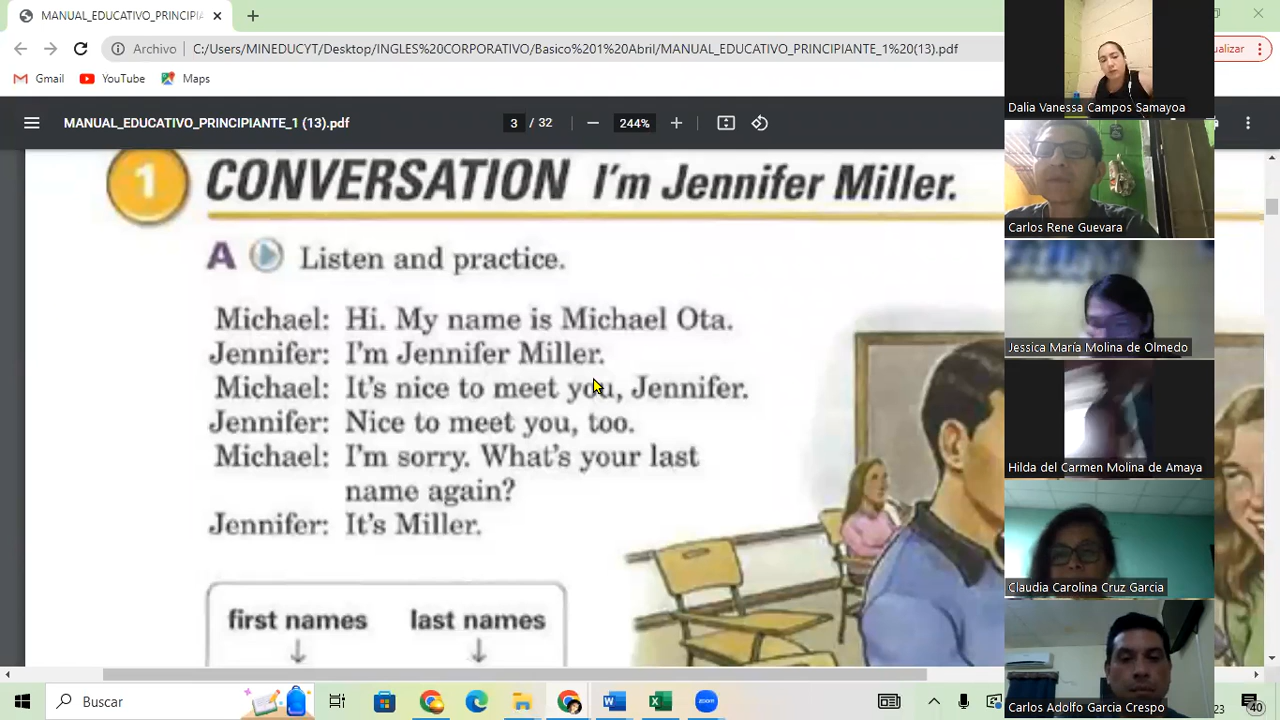 MANUAL_EDUCATIVO_PRINCIPIA
Archivo
C:/Users/MINEDUCYT/Desktop/INGLES%20CORPORATIVO/Basico%201%20Abril/MANUAL_EDUCATIVO_PRINCIPIANTE_1%20(13).pdf
ualizar
Gmail
YouTube
Maps
MANUAL_EDUCATIVO_PRINCIPIANTE_1 (13).pdf
3 / 32
244%
1 CONVERSATION I'm Jennifer Miller.
A Listen and practice.
Michael: Hi. My name is Michael Ota.
Jennifer: I'm Jennifer Miller.
Michael: It's nice to meet you, Jennifer.
Jennifer: Nice to meet you, too.
Michael: I'm sorry. What's your last
name again?
Jennifer: It's Miller.
first names last names
Dalia Vanessa Campos Samayoa
Carlos Rene Guevara
Jessica María Molina de Olmedo
Hilda del Carmen Molina de Amaya
Claudia Carolina Cruz Garcia
Carlos Adolfo Garcia Crespo
Buscar
23
40